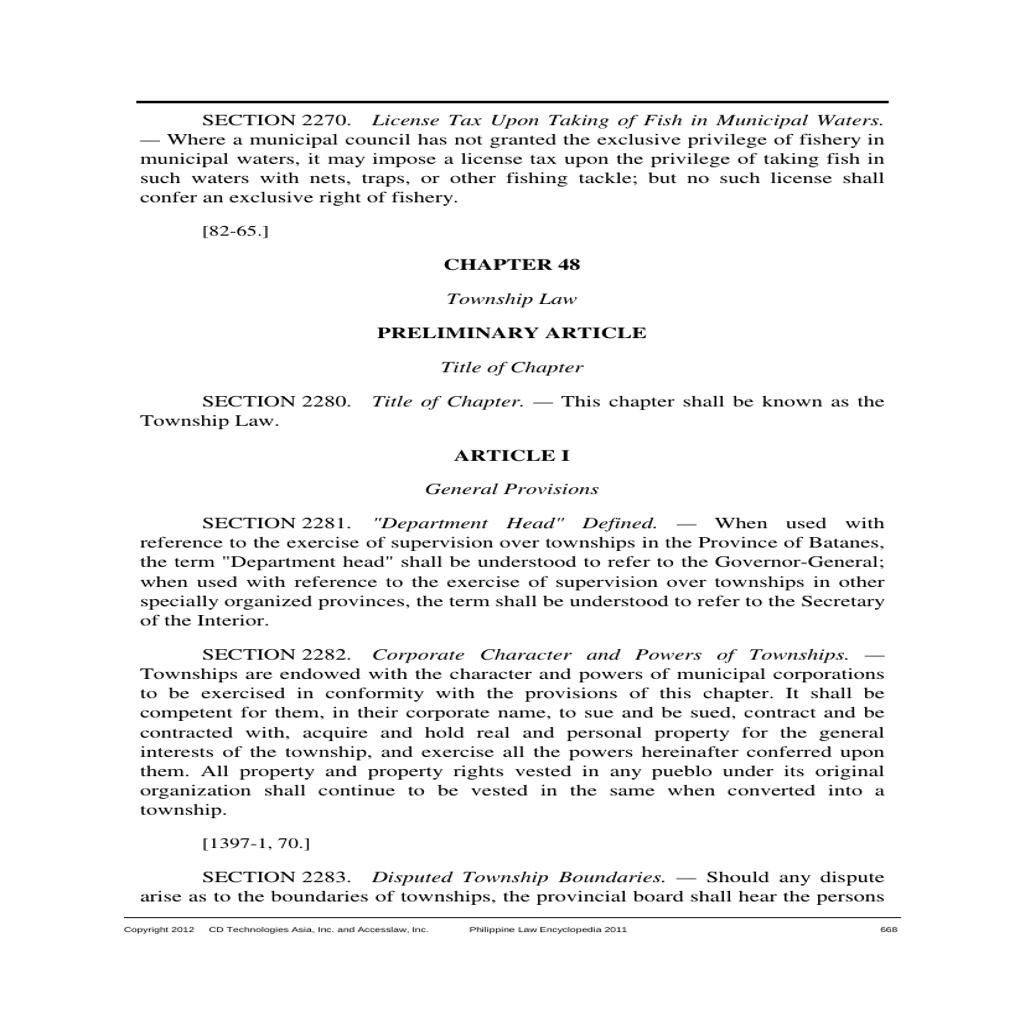 SECTION 2270. License Tax Upon Taking of Fish in Municipal Waters.
— Where a municipal council has not granted the exclusive privilege of fishery in
municipal waters, it may impose a license tax upon the privilege of taking fish in
such waters with nets, traps, or other fishing tackle; but no such license shall
confer an exclusive right of fishery.
[82-65.]
CHAPTER 48
Township Law
PRELIMINARY ARTICLE
Title of Chapter
SECTION 2280. Title of Chapter. — This chapter shall be known as the
Township Law.
ARTICLE I
General Provisions
SECTION 2281. "Department Head" Defined. — When used with
reference to the exercise of supervision over townships in the Province of Batanes,
the term "Department head" shall be understood to refer to the Governor-General;
when used with reference to the exercise of supervision over townships in other
specially organized provinces, the term shall be understood to refer to the Secretary
of the Interior.
SECTION 2282. Corporate Character and Powers of Townships. —
Townships are endowed with the character and powers of municipal corporations
to be exercised in conformity with the provisions of this chapter. It shall be
competent for them, in their corporate name, to sue and be sued, contract and be
contracted with, acquire and hold real and personal property for the general
interests of the township, and exercise all the powers hereinafter conferred upon
them. All property and property rights vested in any pueblo under its original
organization shall continue to be vested in the same when converted into a
township.
[1397-1, 70.]
SECTION 2283. Disputed Township Boundaries. — Should any dispute
arise as to the boundaries of townships, the provincial board shall hear the persons
Copyright 2012 CD Technologies Asia, Inc. and Accesslaw, Inc. Philippine Law Encyclopedia 2011 668